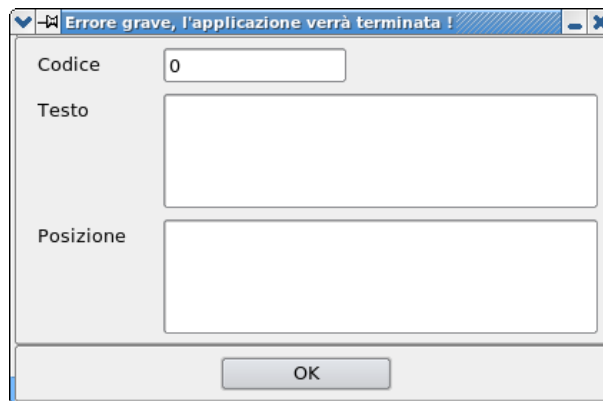 Errore grave, l'applicazione verrà terminata !
Codice 0
Testo
Posizione
OK